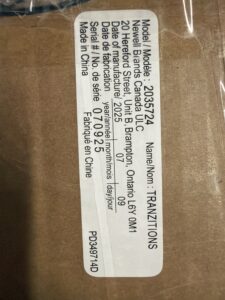 Model / Modèle : 2035724 Name/Nom : TRANZITIONS
Newell Brands Canada ULC
20 Hereford Street, Unit B, Brampton, Ontario L6Y 0M1
Date of manufacture/ 2025 07 09
Date de fabrication year/année month/mois day/jour
Serial # / No. de série 070925
Made in China Fabriqué en Chine
PD349714D